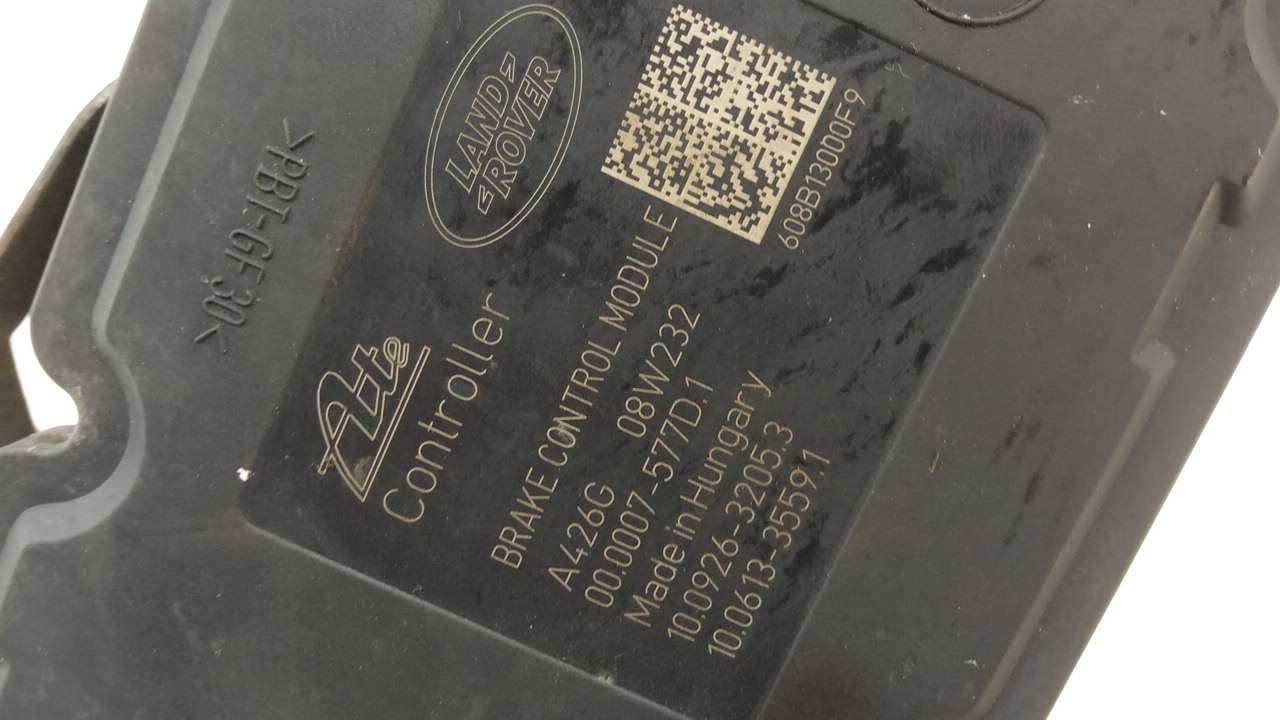 LAND
ROVER
608B13000F9
>PBT-GF30<
Ate
Controller
BRAKE CONTROL MODULE
A426G 08W232
00.0007-577D.1
Made in Hungary
10.0926-3205.3
10.0613-3559.1